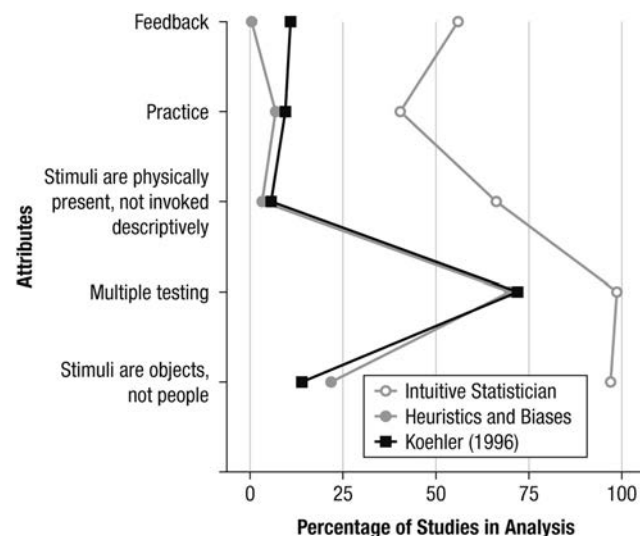 Feedback
Practice
Stimuli are physically
present, not invoked
descriptively
Multiple testing
Stimuli are objects,
not people
Attributes
Intuitive Statistician
Heuristics and Biases
Koehler (1996)
0 25 50 75 100
Percentage of Studies in Analysis